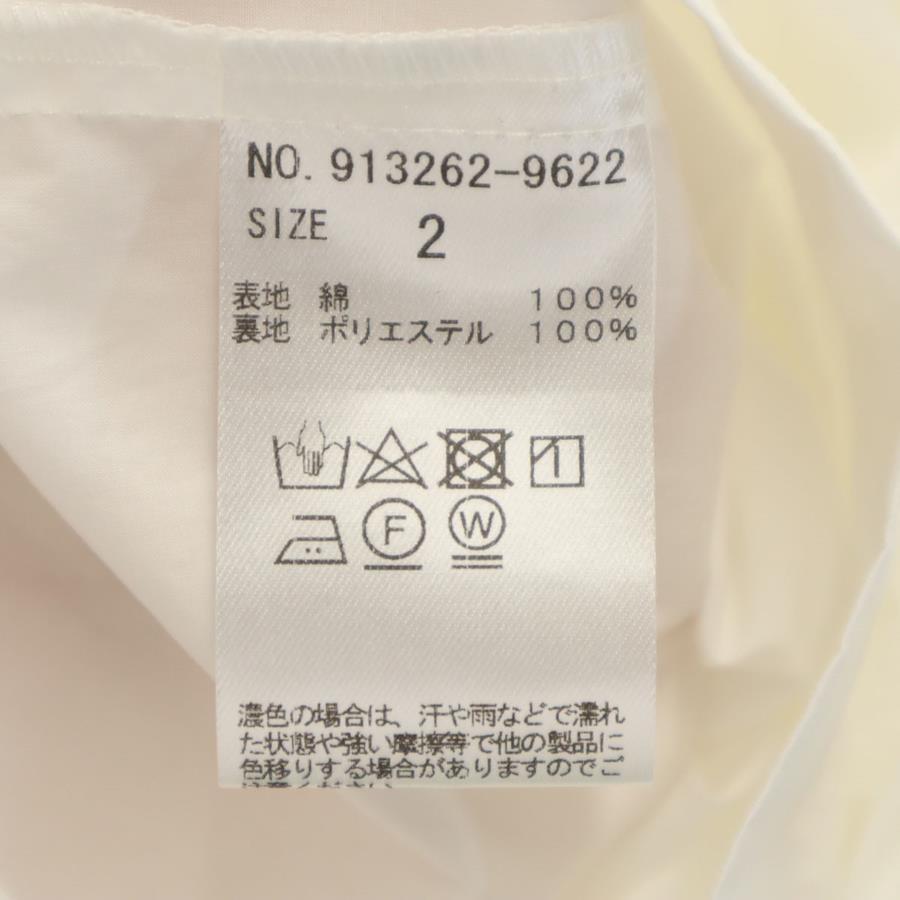 NO. 913262-9622
SIZE 2
表地 綿 100%
裏地 ポリエステル 100%
F W
濃色の場合は、汗や雨などで濡れ
た状態や強い摩擦等で他の製品に
色移りする場合がありますのでご